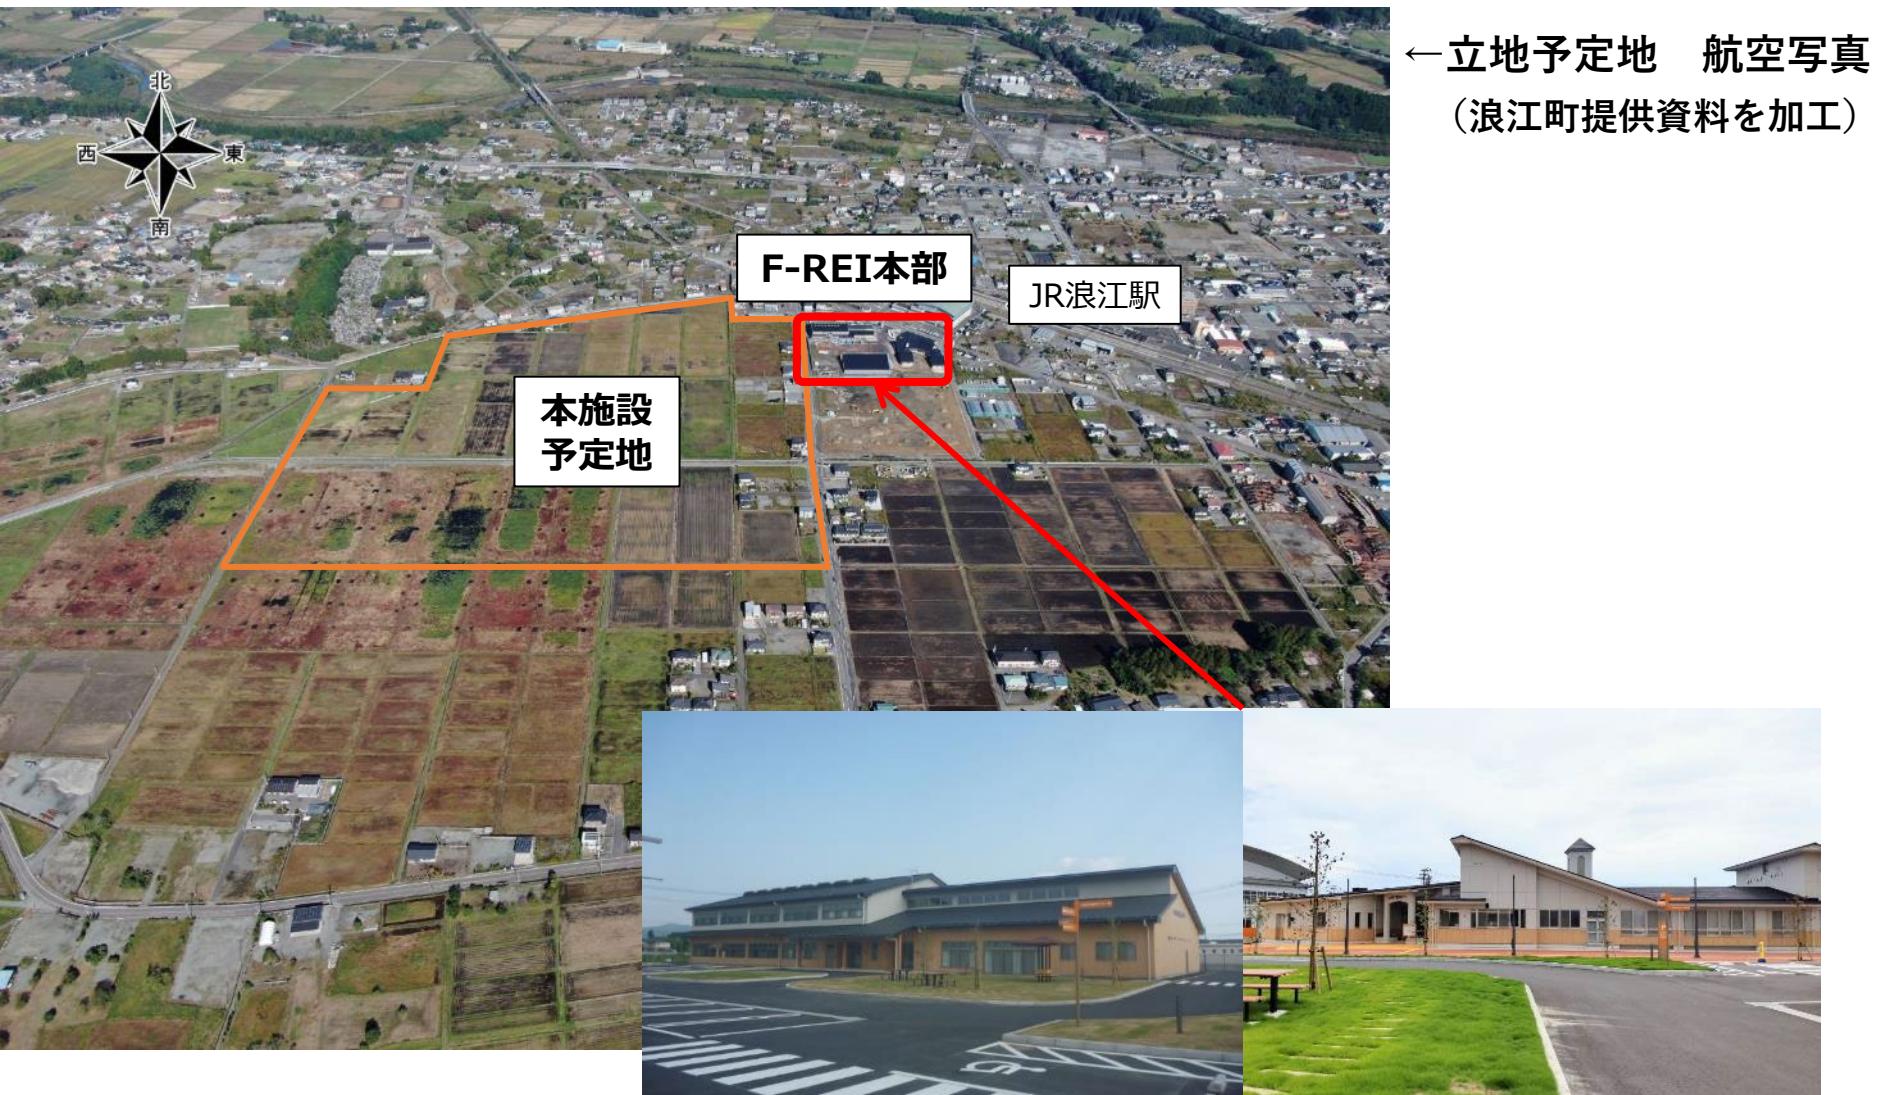 ←立地予定地　航空写真
（浪江町提供資料を加工）
北
西
東
南
F-REI本部
JR浪江駅
本施設
予定地